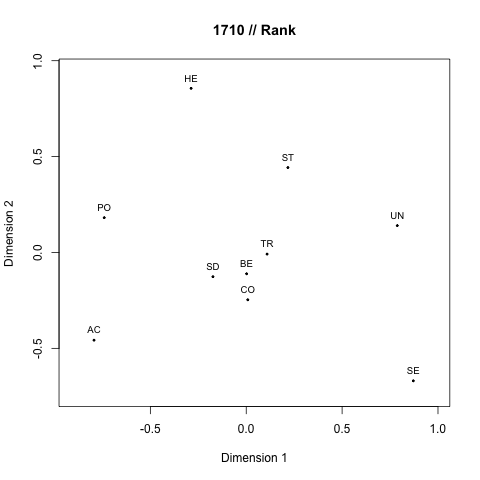 1710 // Rank
Dimension 2
1.0
0.5
0.0
-0.5
HE
ST
PO
UN
TR
BE
SD
CO
AC
SE
-0.5
0.0
0.5
1.0
Dimension 1